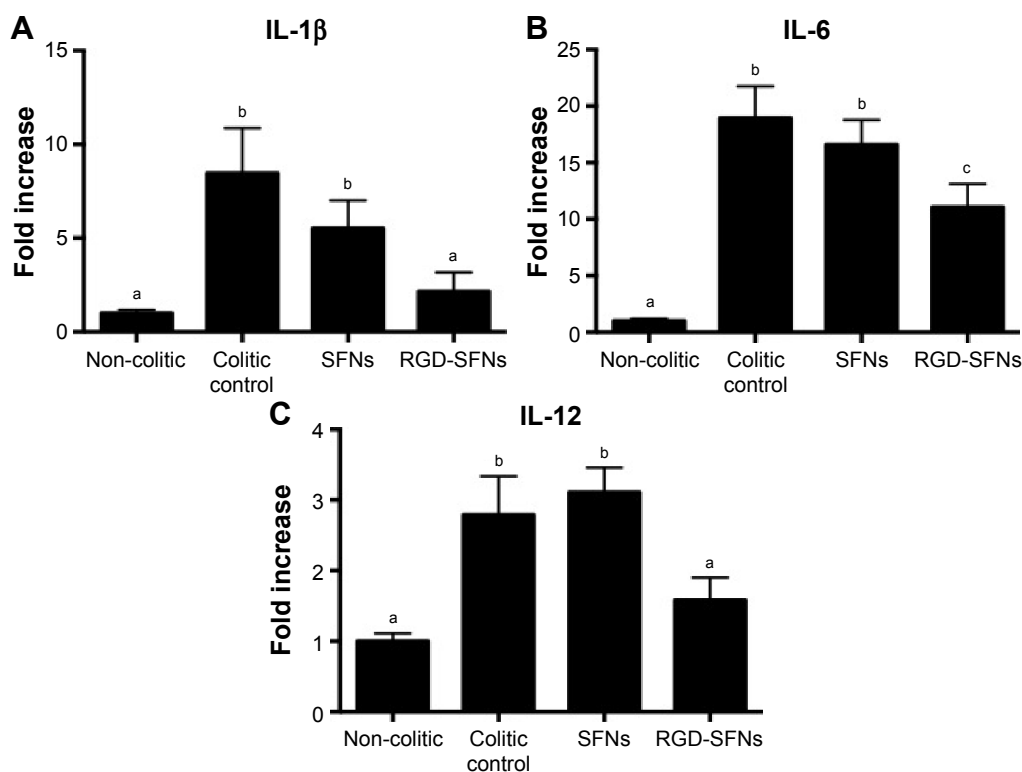 A
IL-1β
Fold increase
15
10
5
0
a
b
b
a
Non-colitic
Colitic
control
SFNs
RGD-SFNs
B
IL-6
Fold increase
25
20
15
10
5
0
a
b
b
c
Non-colitic
Colitic
control
SFNs
RGD-SFNs
C
IL-12
Fold increase
4
3
2
1
0
a
b
b
a
Non-colitic
Colitic
control
SFNs
RGD-SFNs